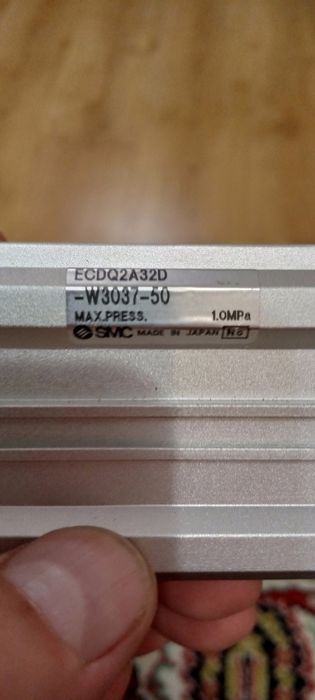 ECDQ2A32D
-W3037-50
MAX.PRESS. 1.0MPa
SMC MADE IN JAPAN